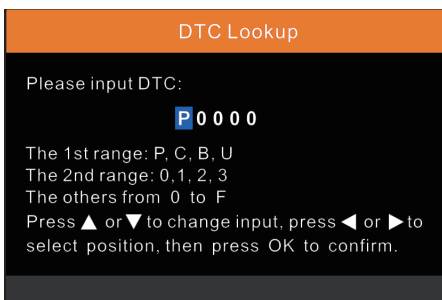 DTC Lookup
Please input DTC:
P0000
The 1st range: P, C, B, U
The 2nd range: 0,1, 2, 3
The others from 0 to F
Press ▲ or ▼ to change input, press ◀ or ▶ to
select position, then press OK to confirm.